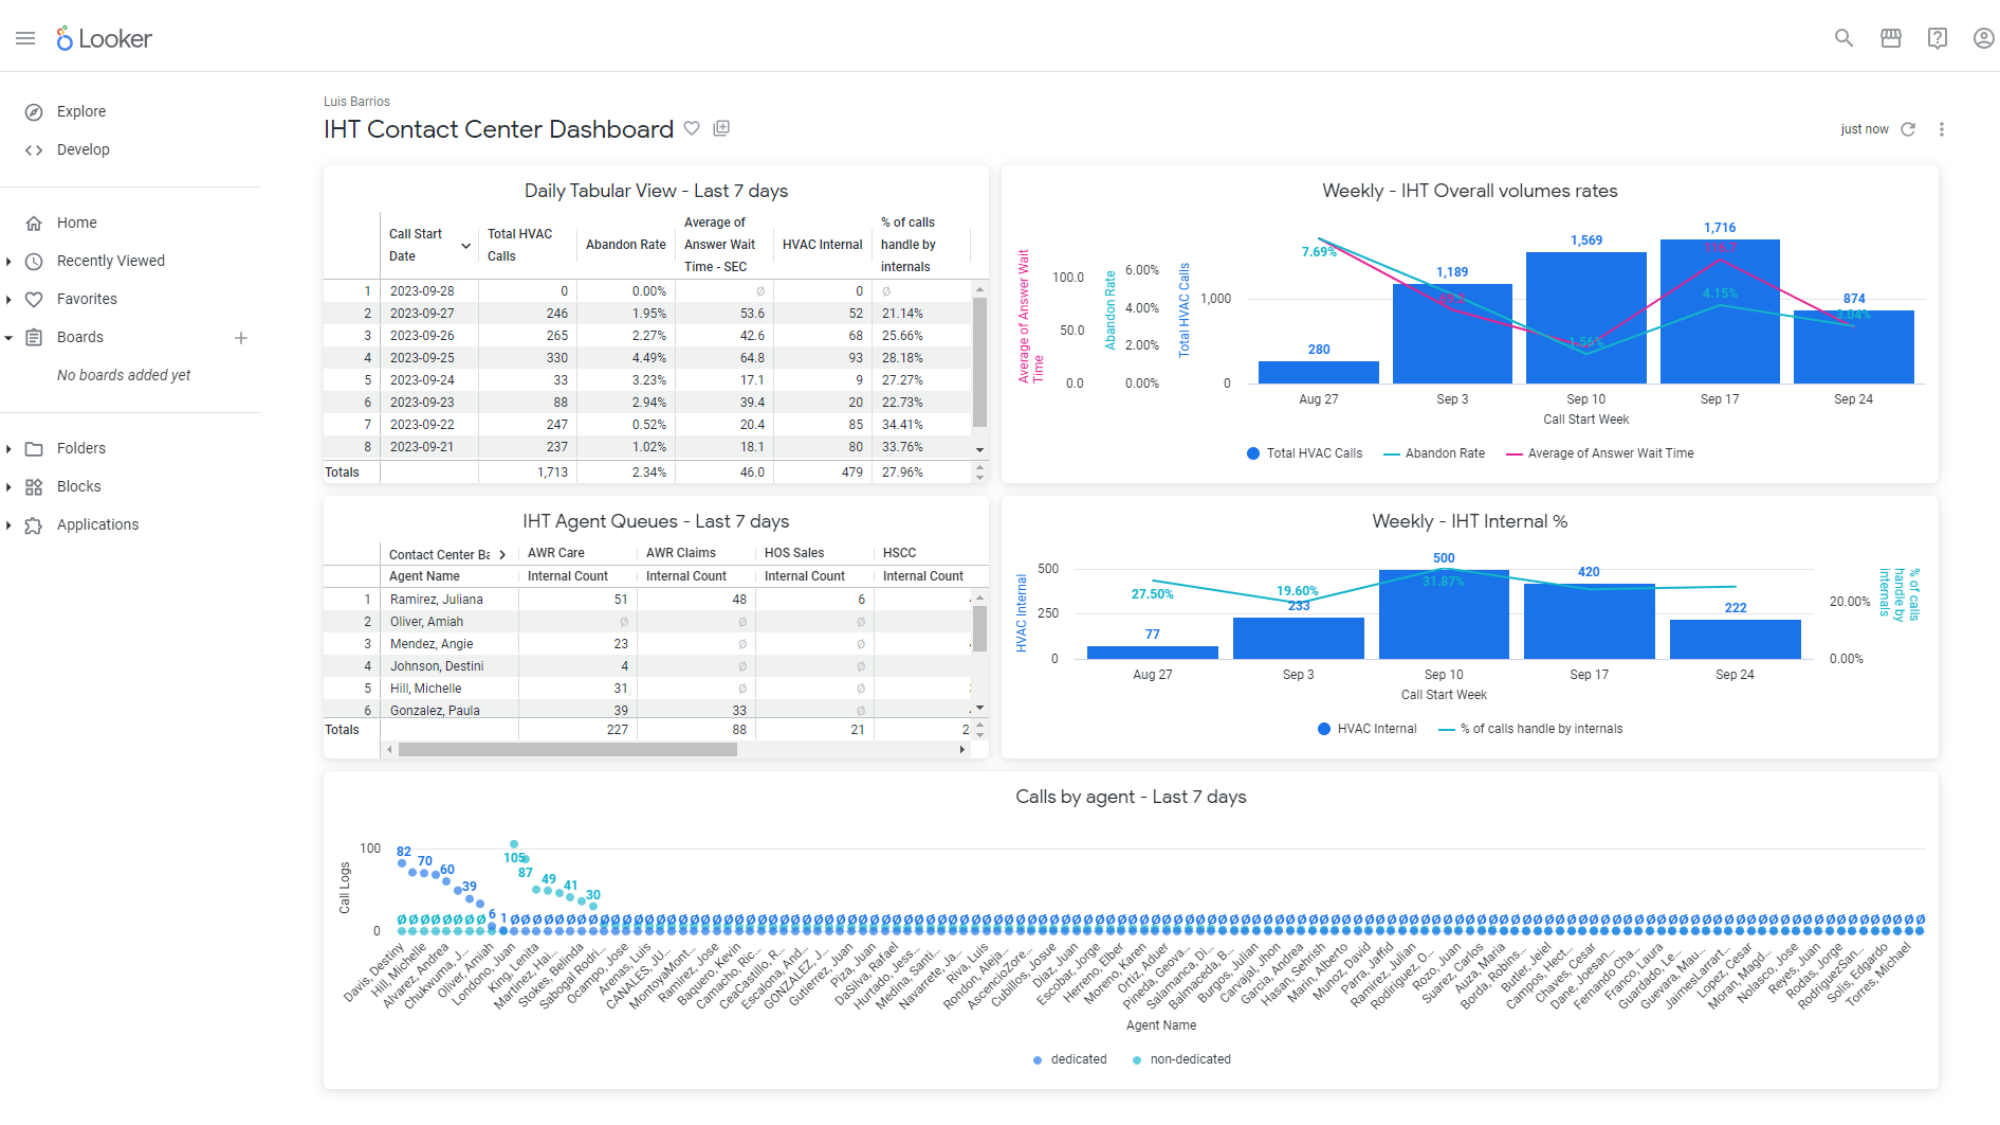 Looker
Explore
Develop
Home
Recently Viewed
Favorites
Boards
No boards added yet
Folders
Blocks
Applications
Luis Barrios
IHT Contact Center Dashboard
just now
Daily Tabular View - Last 7 days
Call Start Date Total HVAC Calls Abandon Rate Average of Answer Wait Time - SEC HVAC Internal % of calls handle by internals
1 2023-09-28 0 0.00% Ø 0 Ø
2 2023-09-27 246 1.95% 53.6 52 21.14%
3 2023-09-26 265 2.27% 42.6 68 25.66%
4 2023-09-25 330 4.49% 64.8 93 28.18%
5 2023-09-24 33 3.23% 17.1 9 27.27%
6 2023-09-23 88 2.94% 39.4 20 22.73%
7 2023-09-22 247 0.52% 20.4 85 34.41%
8 2023-09-21 237 1.02% 18.1 80 33.76%
Totals 1,713 2.34% 46.0 479 27.96%
Weekly - IHT Overall volumes rates
Average of Answer Wait Time
100.0
50.0
0.0
Abandon Rate
6.00%
4.00%
2.00%
0.00%
Total HVAC Calls
1,000
0
7.69% 1,189 1,569 1,716 874
280 69.2 1.56% 116.7 4.15% 3.04%
Aug 27 Sep 3 Sep 10 Sep 17 Sep 24
Call Start Week
Total HVAC Calls Abandon Rate Average of Answer Wait Time
IHT Agent Queues - Last 7 days
Contact Center Ba AWR Care AWR Claims HOS Sales HSCC
Agent Name Internal Count Internal Count Internal Count Internal Count
1 Ramirez, Juliana 51 48 6
2 Oliver, Amiah Ø Ø Ø
3 Mendez, Angie 23 Ø Ø
4 Johnson, Destini 4 Ø Ø
5 Hill, Michelle 31 Ø Ø
6 Gonzalez, Paula 39 33 Ø
Totals 227 88 21 2
Weekly - IHT Internal %
HVAC Internal
500
250
0
27.50% 19.60% 31.87%
77 233 500 420 222
20.00%
0.00%
% of calls handle by internals
Aug 27 Sep 3 Sep 10 Sep 17 Sep 24
Call Start Week
HVAC Internal % of calls handle by internals
Calls by agent - Last 7 days
Call Logs
100
0
82 70 60 39 6 1
105 87 49 41 30
Davis, Destiny
Hill, Michelle
Alvarez, Andrea
Chukwuma, J...
Oliver, Amiah
Londono, Juan
King, Lenita
Martinez, Hai...
Stokes, Belinda
Sabogal Rodri...
Ocampo, Jose
Arenas, Luis
CANALES, JU...
MontoyaMont...
Ramirez, Jose
Baquero, Kevin
Camacho, Ric...
CeaCastillo, R...
Escalona, And...
GONZALEZ, J...
Gutierrez, Juan
Piza, Juan
DaSilva, Rafael
Hurtado, Jess...
Medina, Santi...
Navarrete, Ja...
Riva, Luis
Rondon, Aleja...
AscencioZore...
Cubillos, Josue
Diaz, Juan
Escobar, Jorge
Herreno, Elber
Moreno, Karen
Ortiz, Aduer
Pineda, Geova...
Salamanca, Di...
Balmaceda, B...
Burgos, Julian
Carvajal, Jhon
Garcia, Andrea
Hasan, Sehrish
Marin, Alberto
Munoz, David
Parra, Jaffid
Ramirez, Julian
Rodiriguez, O...
Rozo, Juan
Suarez, Carlos
Auza, Maria
Borda, Robins...
Butler, Jeiel
Campos, Hect...
Chaves, Cesar
Dane, Joesan...
Fernando Cha...
Franco, Laura
Guardado, Le...
Guevara, Mau...
JaimesLarrart...
Lopez, Cesar
Moran, Magd...
Nolasco, Jose
Reyes, Juan
Rodas, Jorge
RodriguezSan...
Solis, Edgardo
Torres, Michael
Agent Name
dedicated non-dedicated